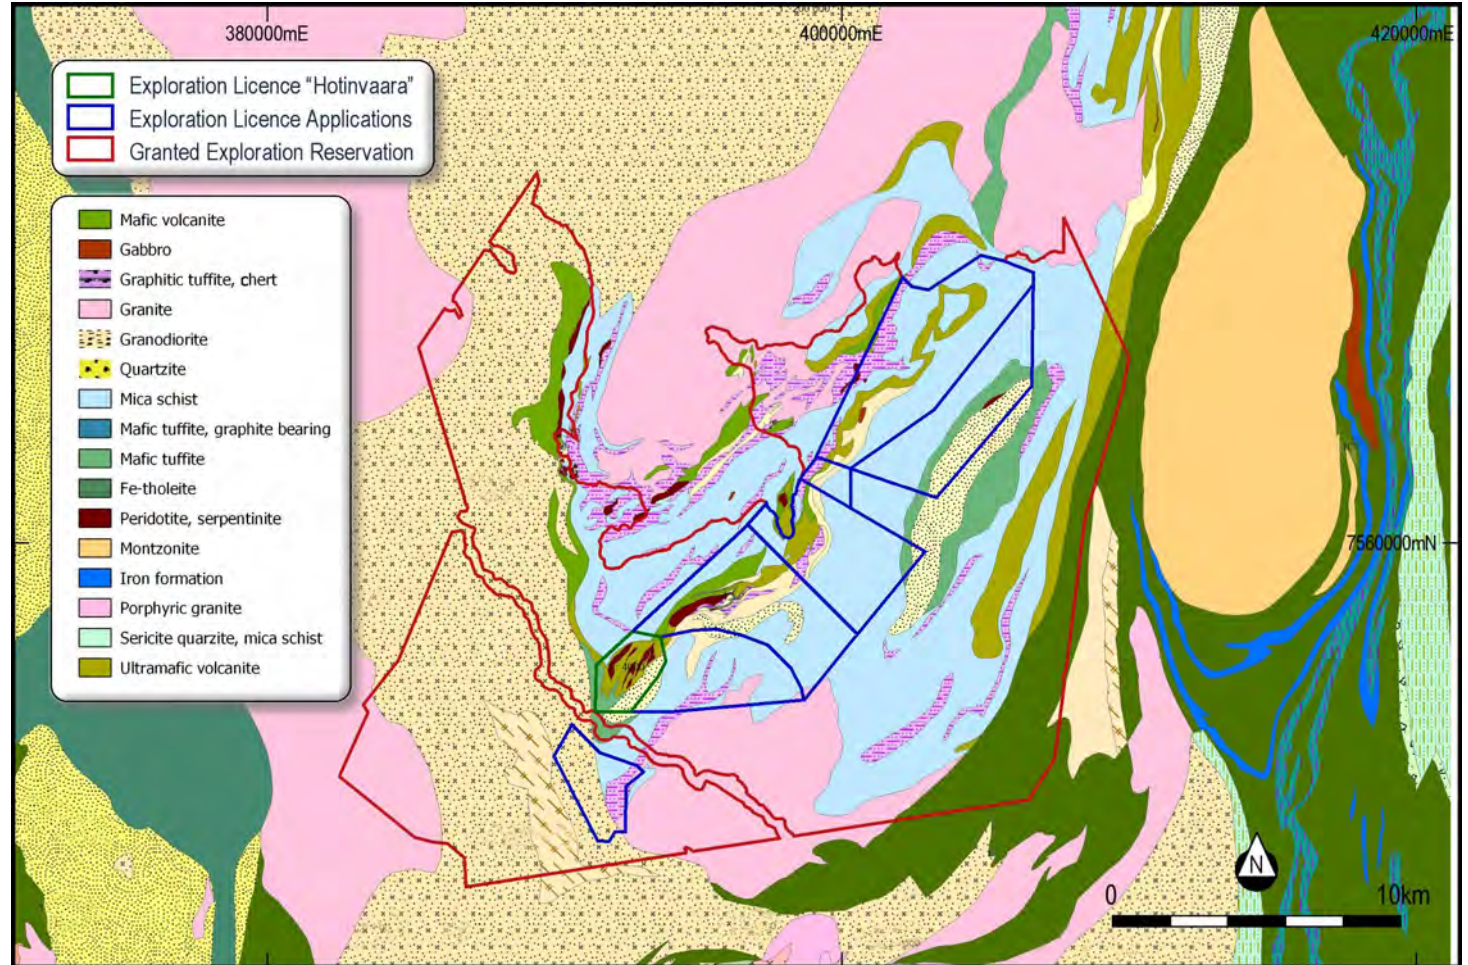 380000mE
400000mE
420000mE
Exploration Licence “Hotinvaara”
Exploration Licence Applications
Granted Exploration Reservation
Mafic volcanite
Gabbro
Graphitic tuffite, chert
Granite
Granodiorite
Quartzite
Mica schist
Mafic tuffite, graphite bearing
Mafic tuffite
Fe-tholeite
Peridotite, serpentinite
Montzonite
Iron formation
Porphyric granite
Sericite quarzite, mica schist
Ultramafic volcanite
7560000mN
N
0
10km